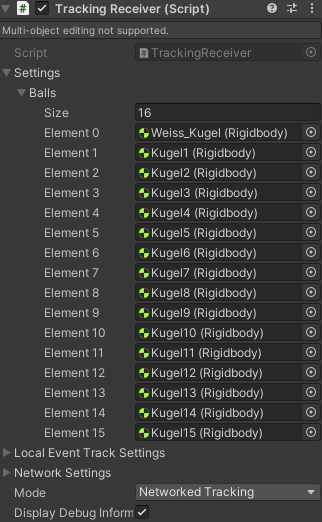 Tracking Receiver (Script)
Multi-object editing not supported.
Script TrackingReceiver
Settings
Balls
Size 16
Element 0 Weiss_Kugel (Rigidbody)
Element 1 Kugel1 (Rigidbody)
Element 2 Kugel2 (Rigidbody)
Element 3 Kugel3 (Rigidbody)
Element 4 Kugel4 (Rigidbody)
Element 5 Kugel5 (Rigidbody)
Element 6 Kugel6 (Rigidbody)
Element 7 Kugel7 (Rigidbody)
Element 8 Kugel8 (Rigidbody)
Element 9 Kugel9 (Rigidbody)
Element 10 Kugel10 (Rigidbody)
Element 11 Kugel11 (Rigidbody)
Element 12 Kugel12 (Rigidbody)
Element 13 Kugel13 (Rigidbody)
Element 14 Kugel14 (Rigidbody)
Element 15 Kugel15 (Rigidbody)
Local Event Track Settings
Network Settings
Mode Networked Tracking
Display Debug Inform